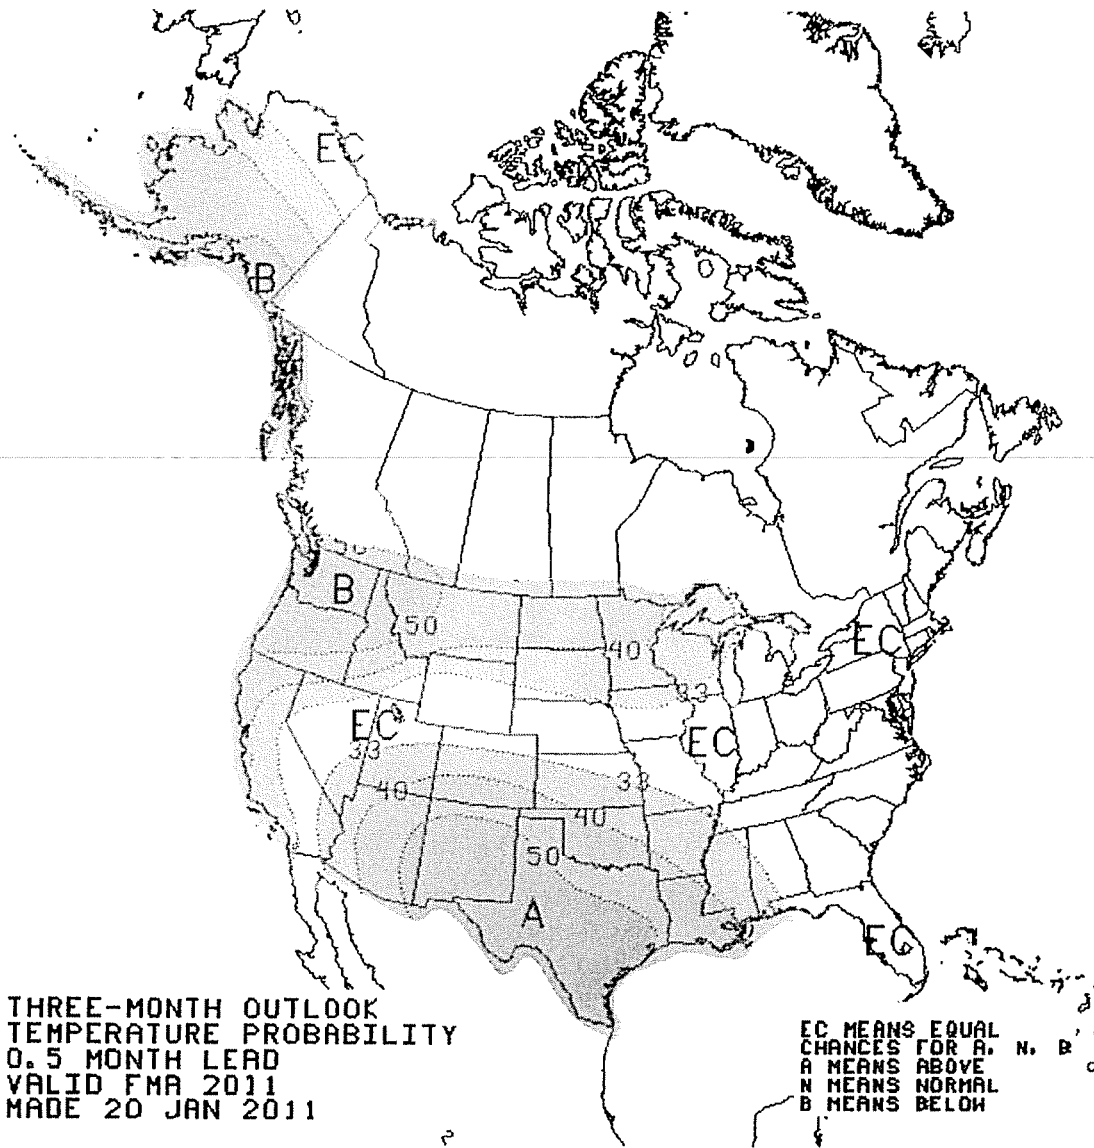 EC
B
B
50
40
33
EC
EC
EC
33
33
40
40
50
A
EC
THREE-MONTH OUTLOOK
TEMPERATURE PROBABILITY
0.5 MONTH LEAD
VALID FMA 2011
MADE 20 JAN 2011
EC MEANS EQUAL
CHANCES FOR A, N, B
A MEANS ABOVE
N MEANS NORMAL
B MEANS BELOW